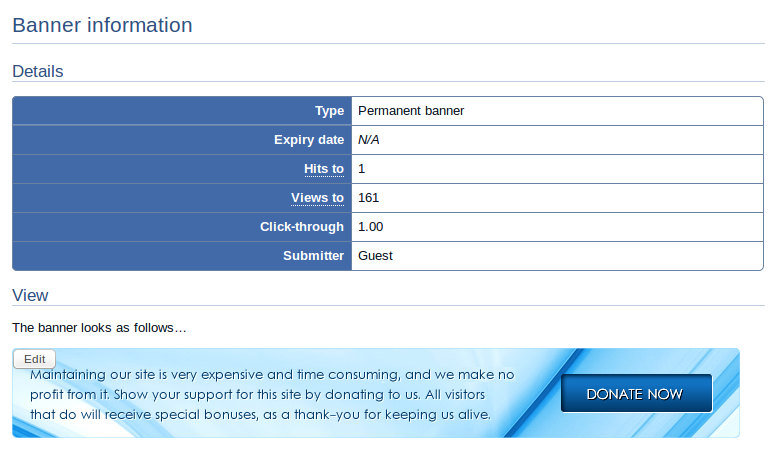 Banner information
Details
Type Permanent banner
Expiry date N/A
Hits to 1
Views to 161
Click-through 1.00
Submitter Guest
View
The banner looks as follows…
Edit
Maintaining our site is very expensive and time consuming, and we make no
profit from it. Show your support for this site by donating to us. All visitors
that do will receive special bonuses, as a thank-you for keeping us alive.
DONATE NOW